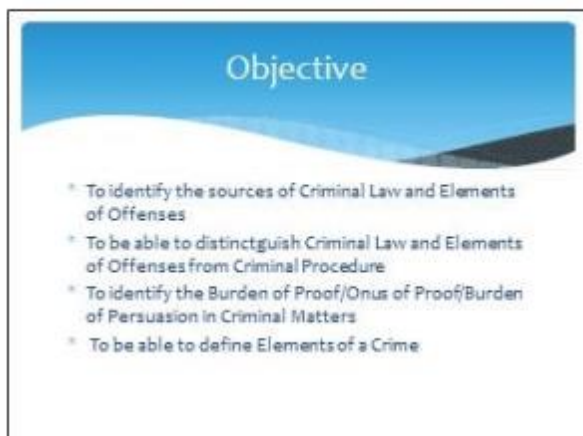 Objective
* To identify the sources of Criminal Law and Elements
of Offenses
* To be able to distinctguish Criminal Law and Elements
of Offenses from Criminal Procedure
* To identify the Burden of Proof/Onus of Proof/Burden
of Persuasion in Criminal Matters
* To be able to define Elements of a Crime